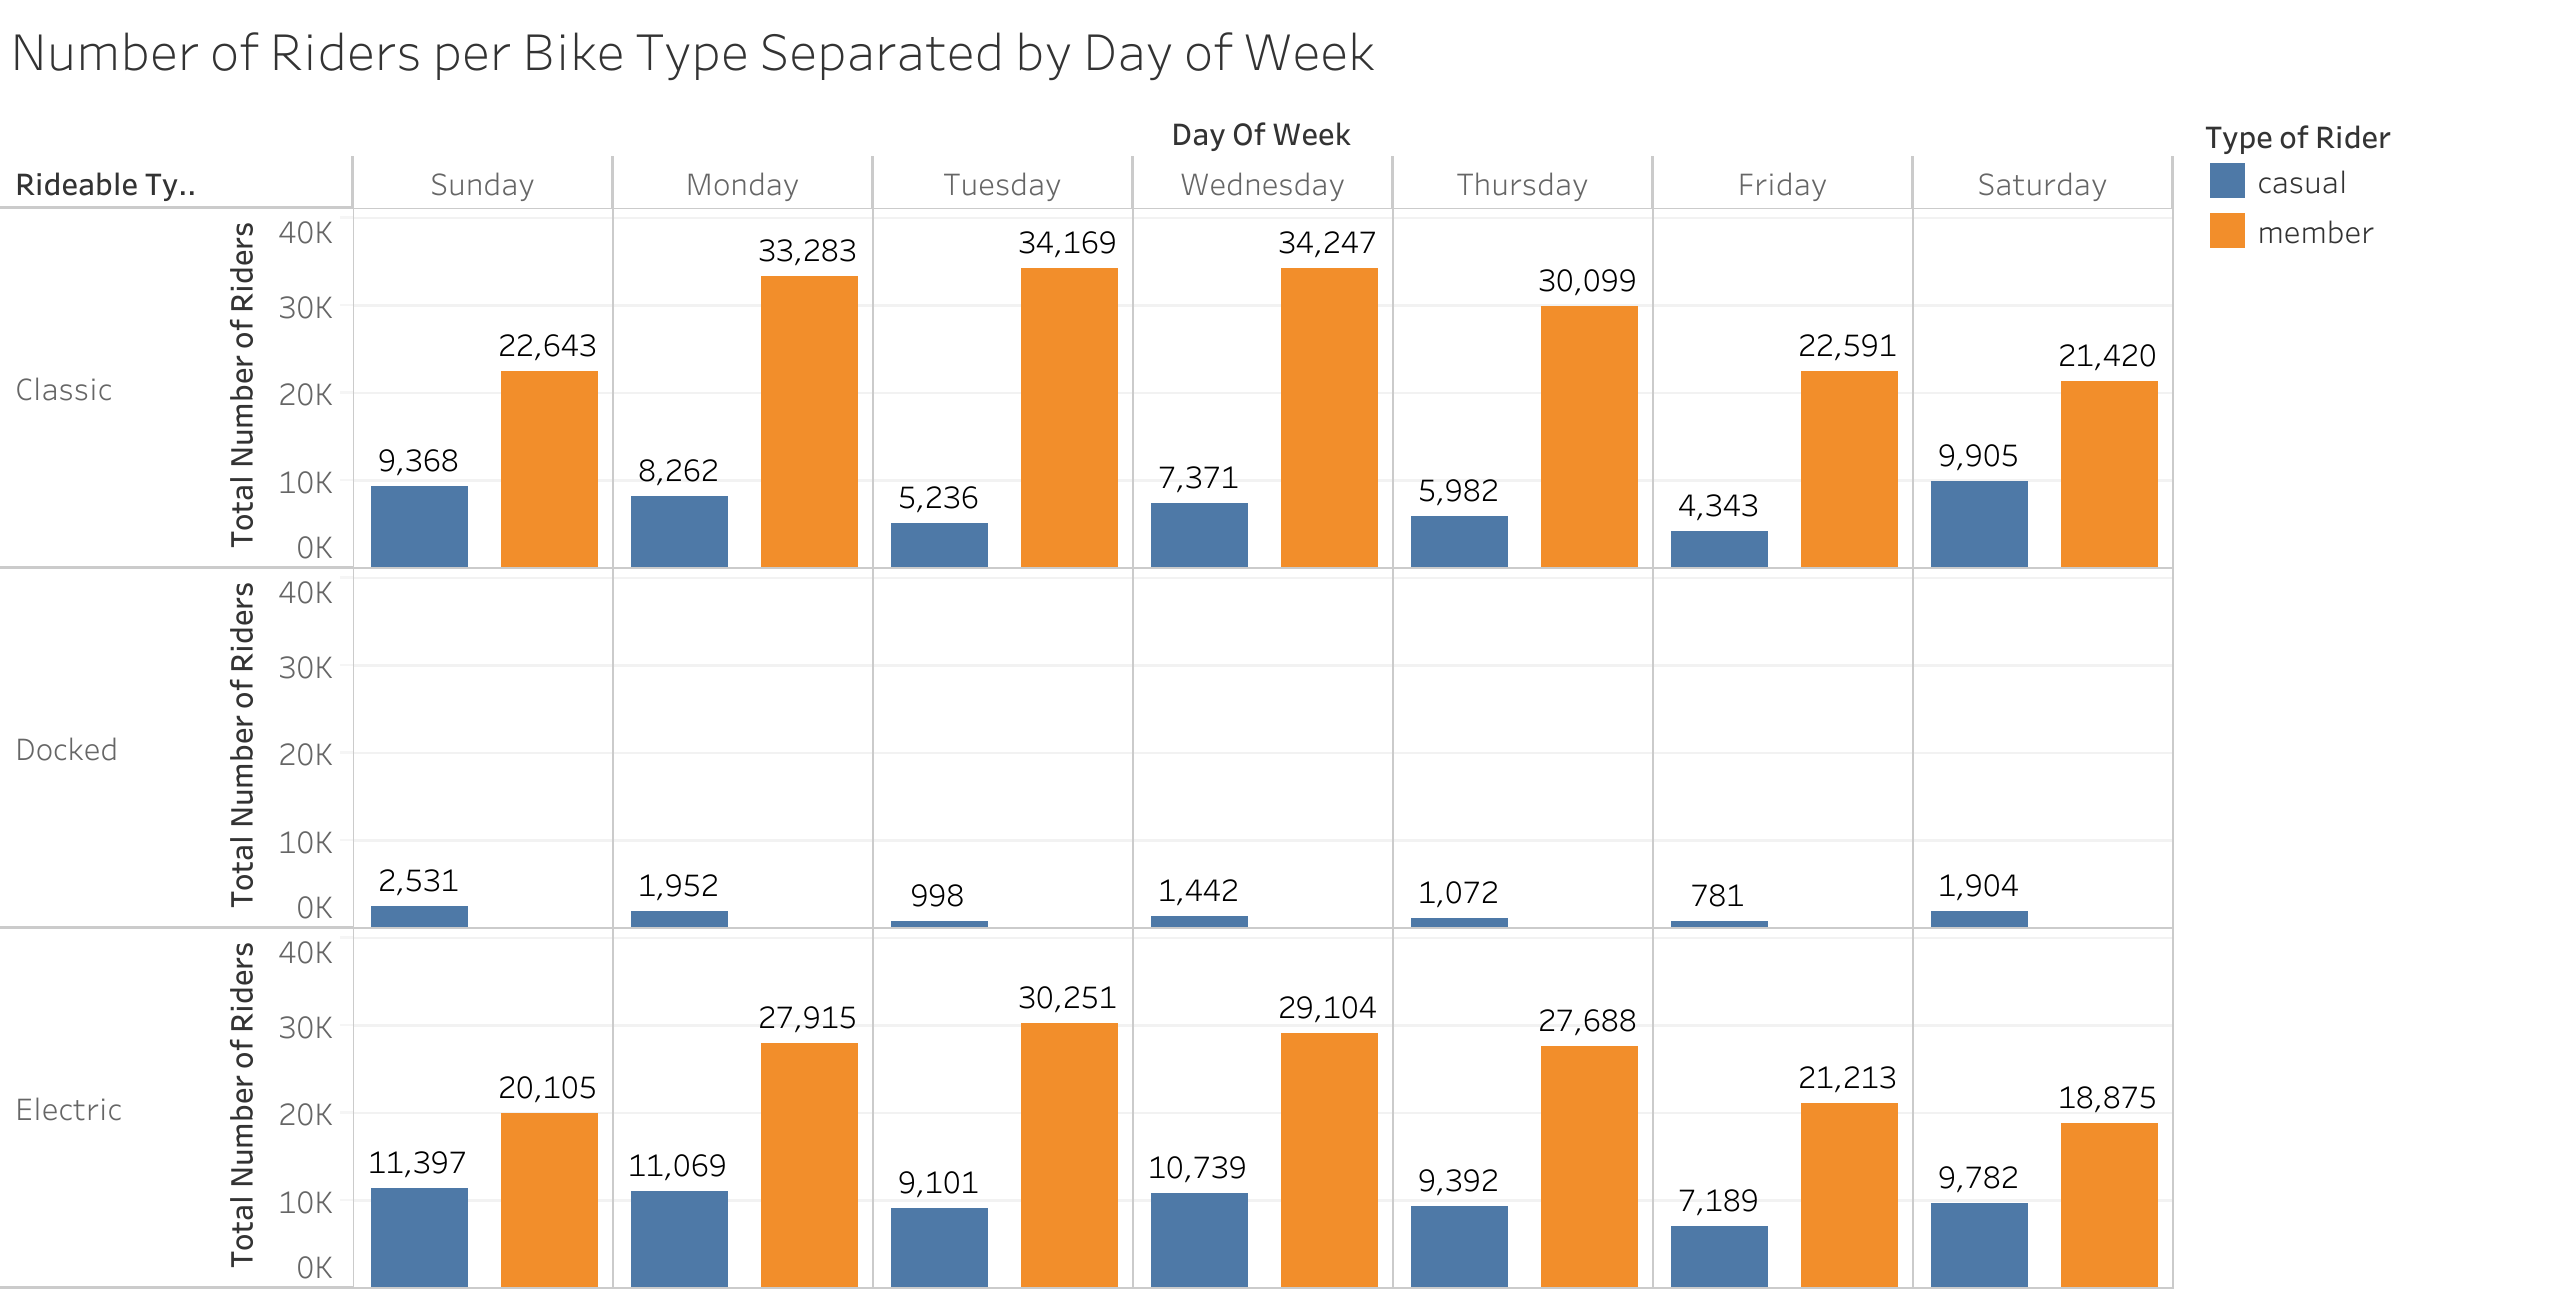 Number of Riders per Bike Type Separated by Day of Week
Day Of Week
Type of Rider
casual
member
Rideable Ty..
Sunday
Monday
Tuesday
Wednesday
Thursday
Friday
Saturday
Classic
Total Number of Riders
40K
30K
20K
10K
0K
9,368
22,643
8,262
33,283
5,236
34,169
7,371
34,247
5,982
30,099
4,343
22,591
9,905
21,420
Docked
Total Number of Riders
40K
30K
20K
10K
0K
2,531
1,952
998
1,442
1,072
781
1,904
Electric
Total Number of Riders
40K
30K
20K
10K
0K
11,397
20,105
11,069
27,915
9,101
30,251
10,739
29,104
9,392
27,688
7,189
21,213
9,782
18,875